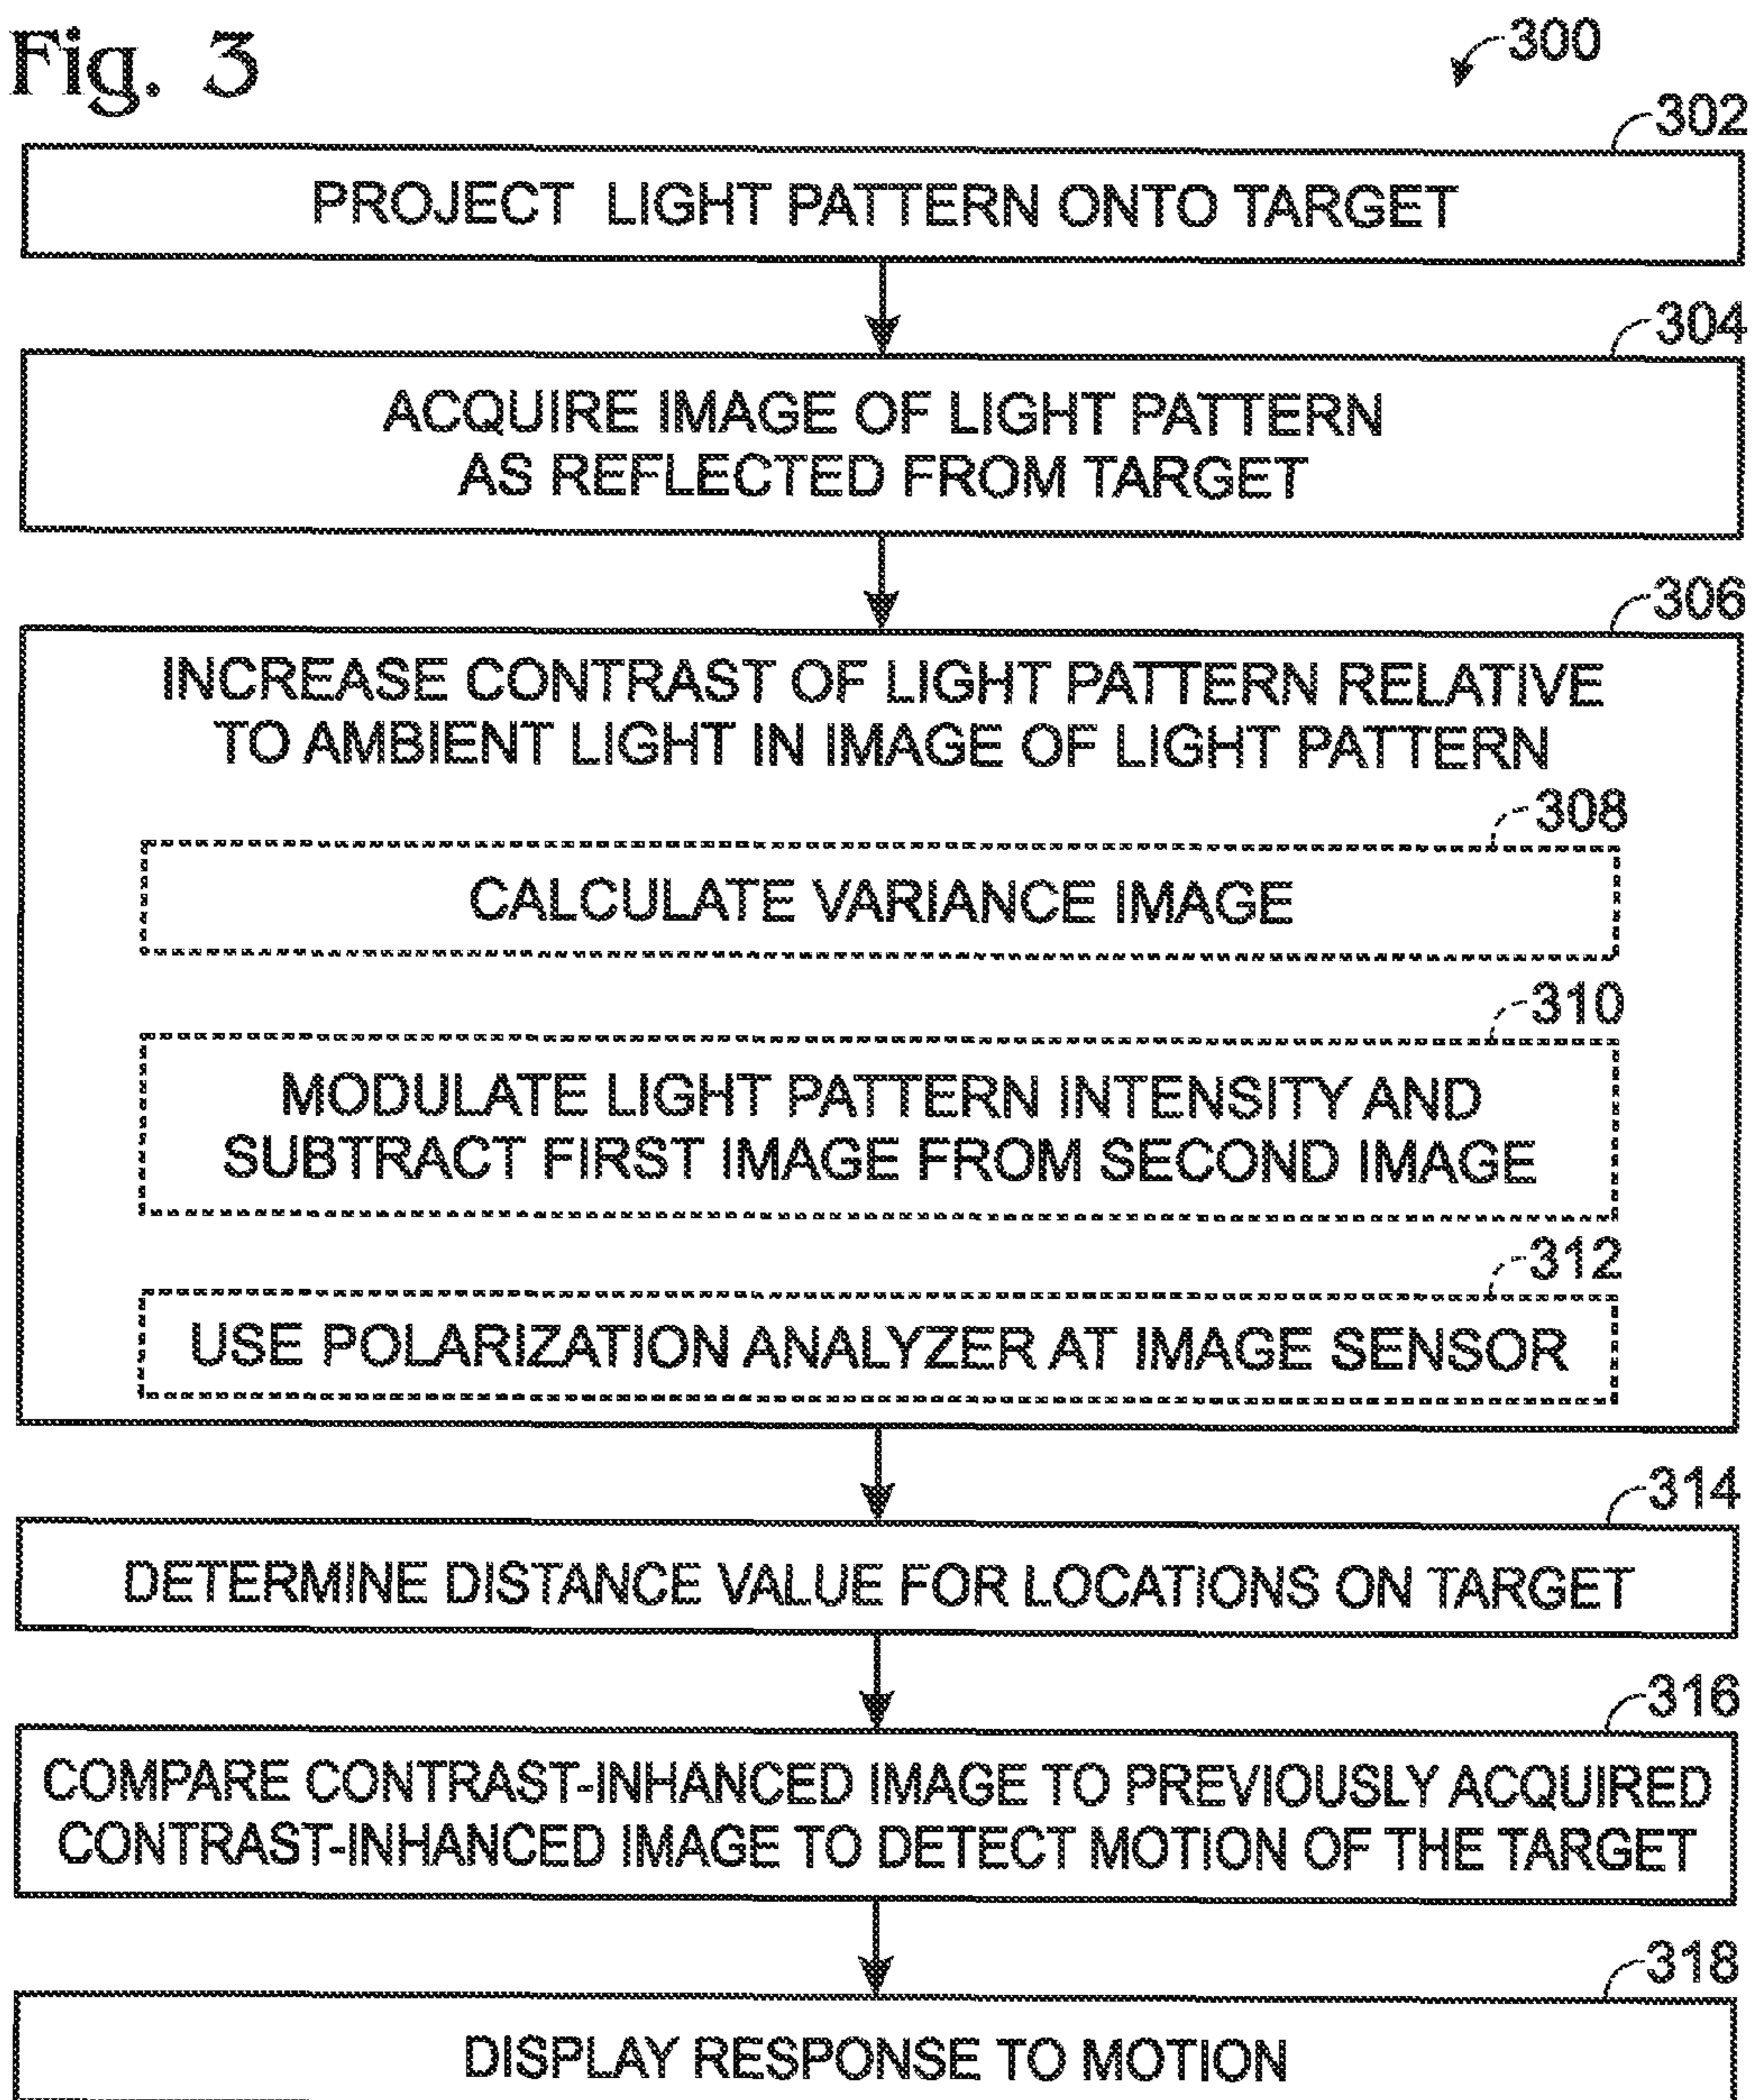 Fig. 3
300
302
PROJECT LIGHT PATTERN ONTO TARGET
304
ACQUIRE IMAGE OF LIGHT PATTERN
AS REFLECTED FROM TARGET
306
INCREASE CONTRAST OF LIGHT PATTERN RELATIVE
TO AMBIENT LIGHT IN IMAGE OF LIGHT PATTERN
308
CALCULATE VARIANCE IMAGE
310
MODULATE LIGHT PATTERN INTENSITY AND
SUBTRACT FIRST IMAGE FROM SECOND IMAGE
312
USE POLARIZATION ANALYZER AT IMAGE SENSOR
314
DETERMINE DISTANCE VALUE FOR LOCATIONS ON TARGET
316
COMPARE CONTRAST-INHANCED IMAGE TO PREVIOUSLY ACQUIRED
CONTRAST-INHANCED IMAGE TO DETECT MOTION OF THE TARGET
318
DISPLAY RESPONSE TO MOTION